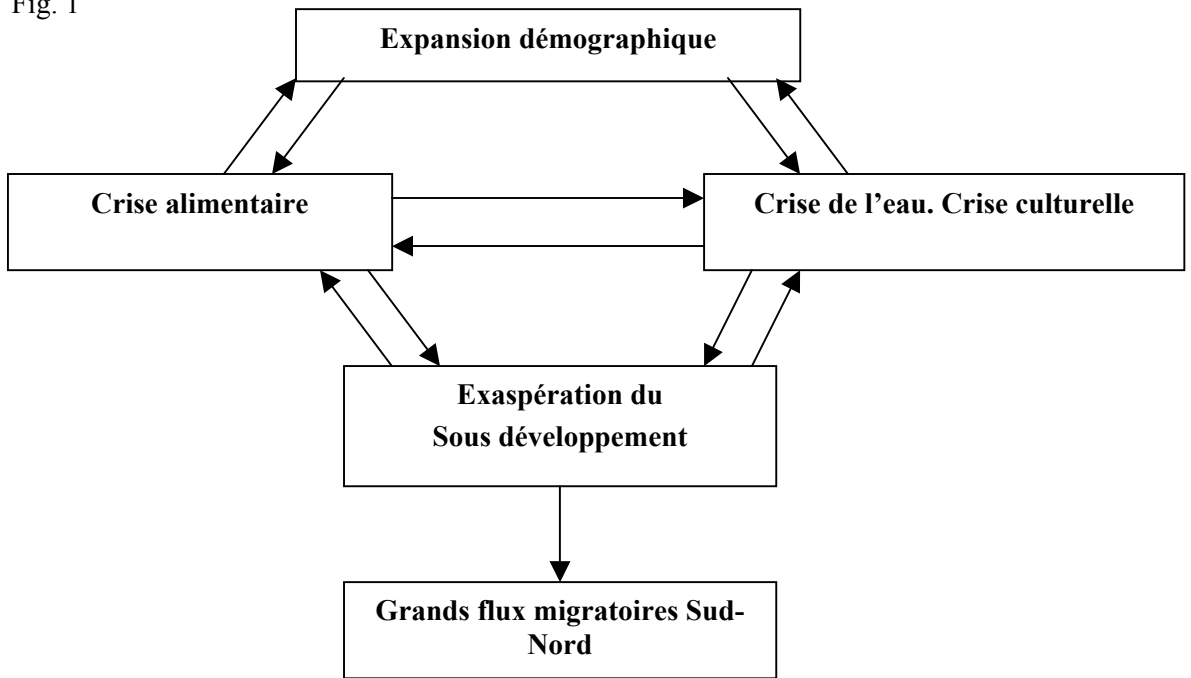 Fig. 1
Expansion démographique
Crise alimentaire
Crise de l’eau. Crise culturelle
Exaspération du
Sous développement
Grands flux migratoires Sud-
Nord